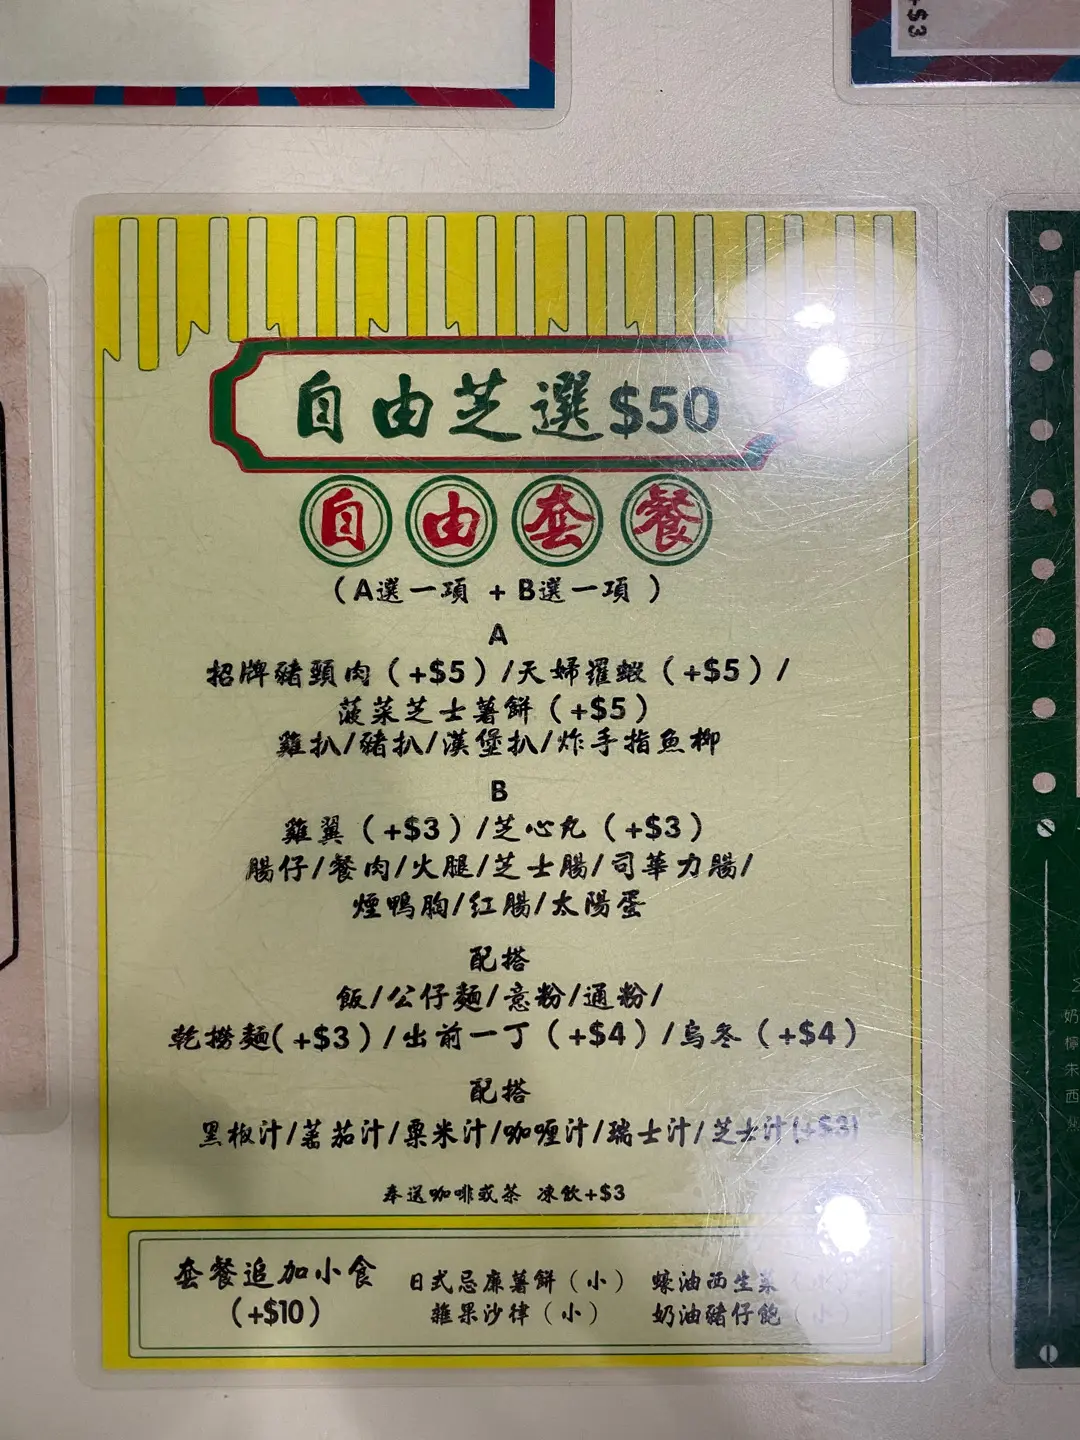 +$3
自由芝選$50
自由套餐
（A選一項 + B選一項 ）
A
招牌豬頸肉（+$5）/天婦羅蝦（+$5）/
菠菜芝士薯餅（+$5）
雞扒/豬扒/漢堡扒/炸手指魚柳
B
雞翼（+$3）/芝心丸（+$3）
腸仔/餐肉/火腿/芝士腸/司華力腸/
煙鴨胸/紅腸/太陽蛋
配搭
飯/公仔麵/意粉/通粉/
乾撈麵(+$3)/出前一丁（+$4）/烏冬（+$4）
配搭
黑椒汁/蕃茄汁/粟米汁/咖喱汁/瑞士汁/芝士汁(+$3)
奉送咖啡或茶 凍飲+$3
套餐追加小食
（+$10）
日式忌廉薯餅（小） 蠔油西生菜（小）
雜果沙律（小） 奶油豬仔飽（小）
奶
檸
朱
西